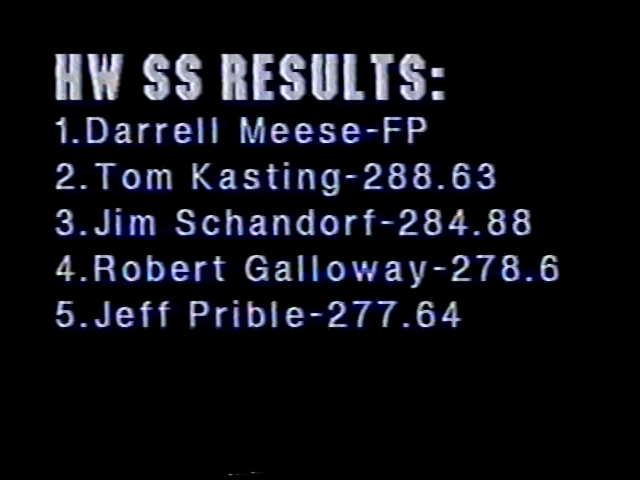 HW SS RESULTS:
1.Darrell Meese-FP
2.Tom Kasting-288.63
3.Jim Schandorf-284.88
4.Robert Galloway-278.6
5.Jeff Prible-277.64